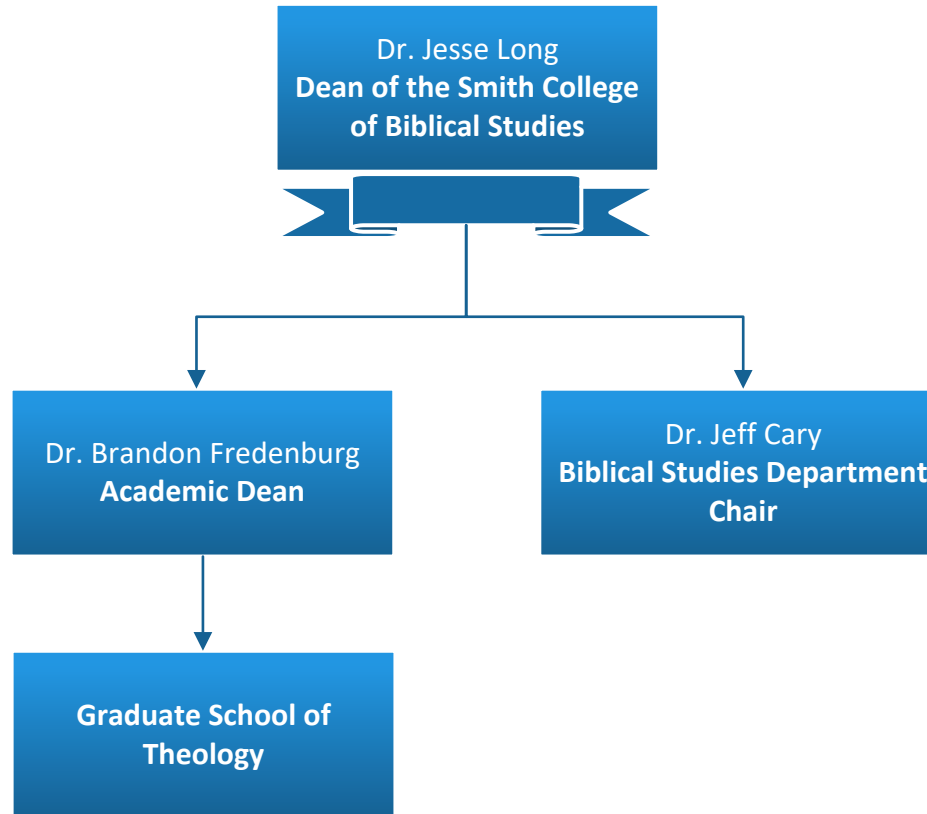 Dr. Jesse Long
Dean of the Smith College
of Biblical Studies
Dr. Brandon Fredenburg
Academic Dean
Dr. Jeff Cary
Biblical Studies Department
Chair
Graduate School of
Theology